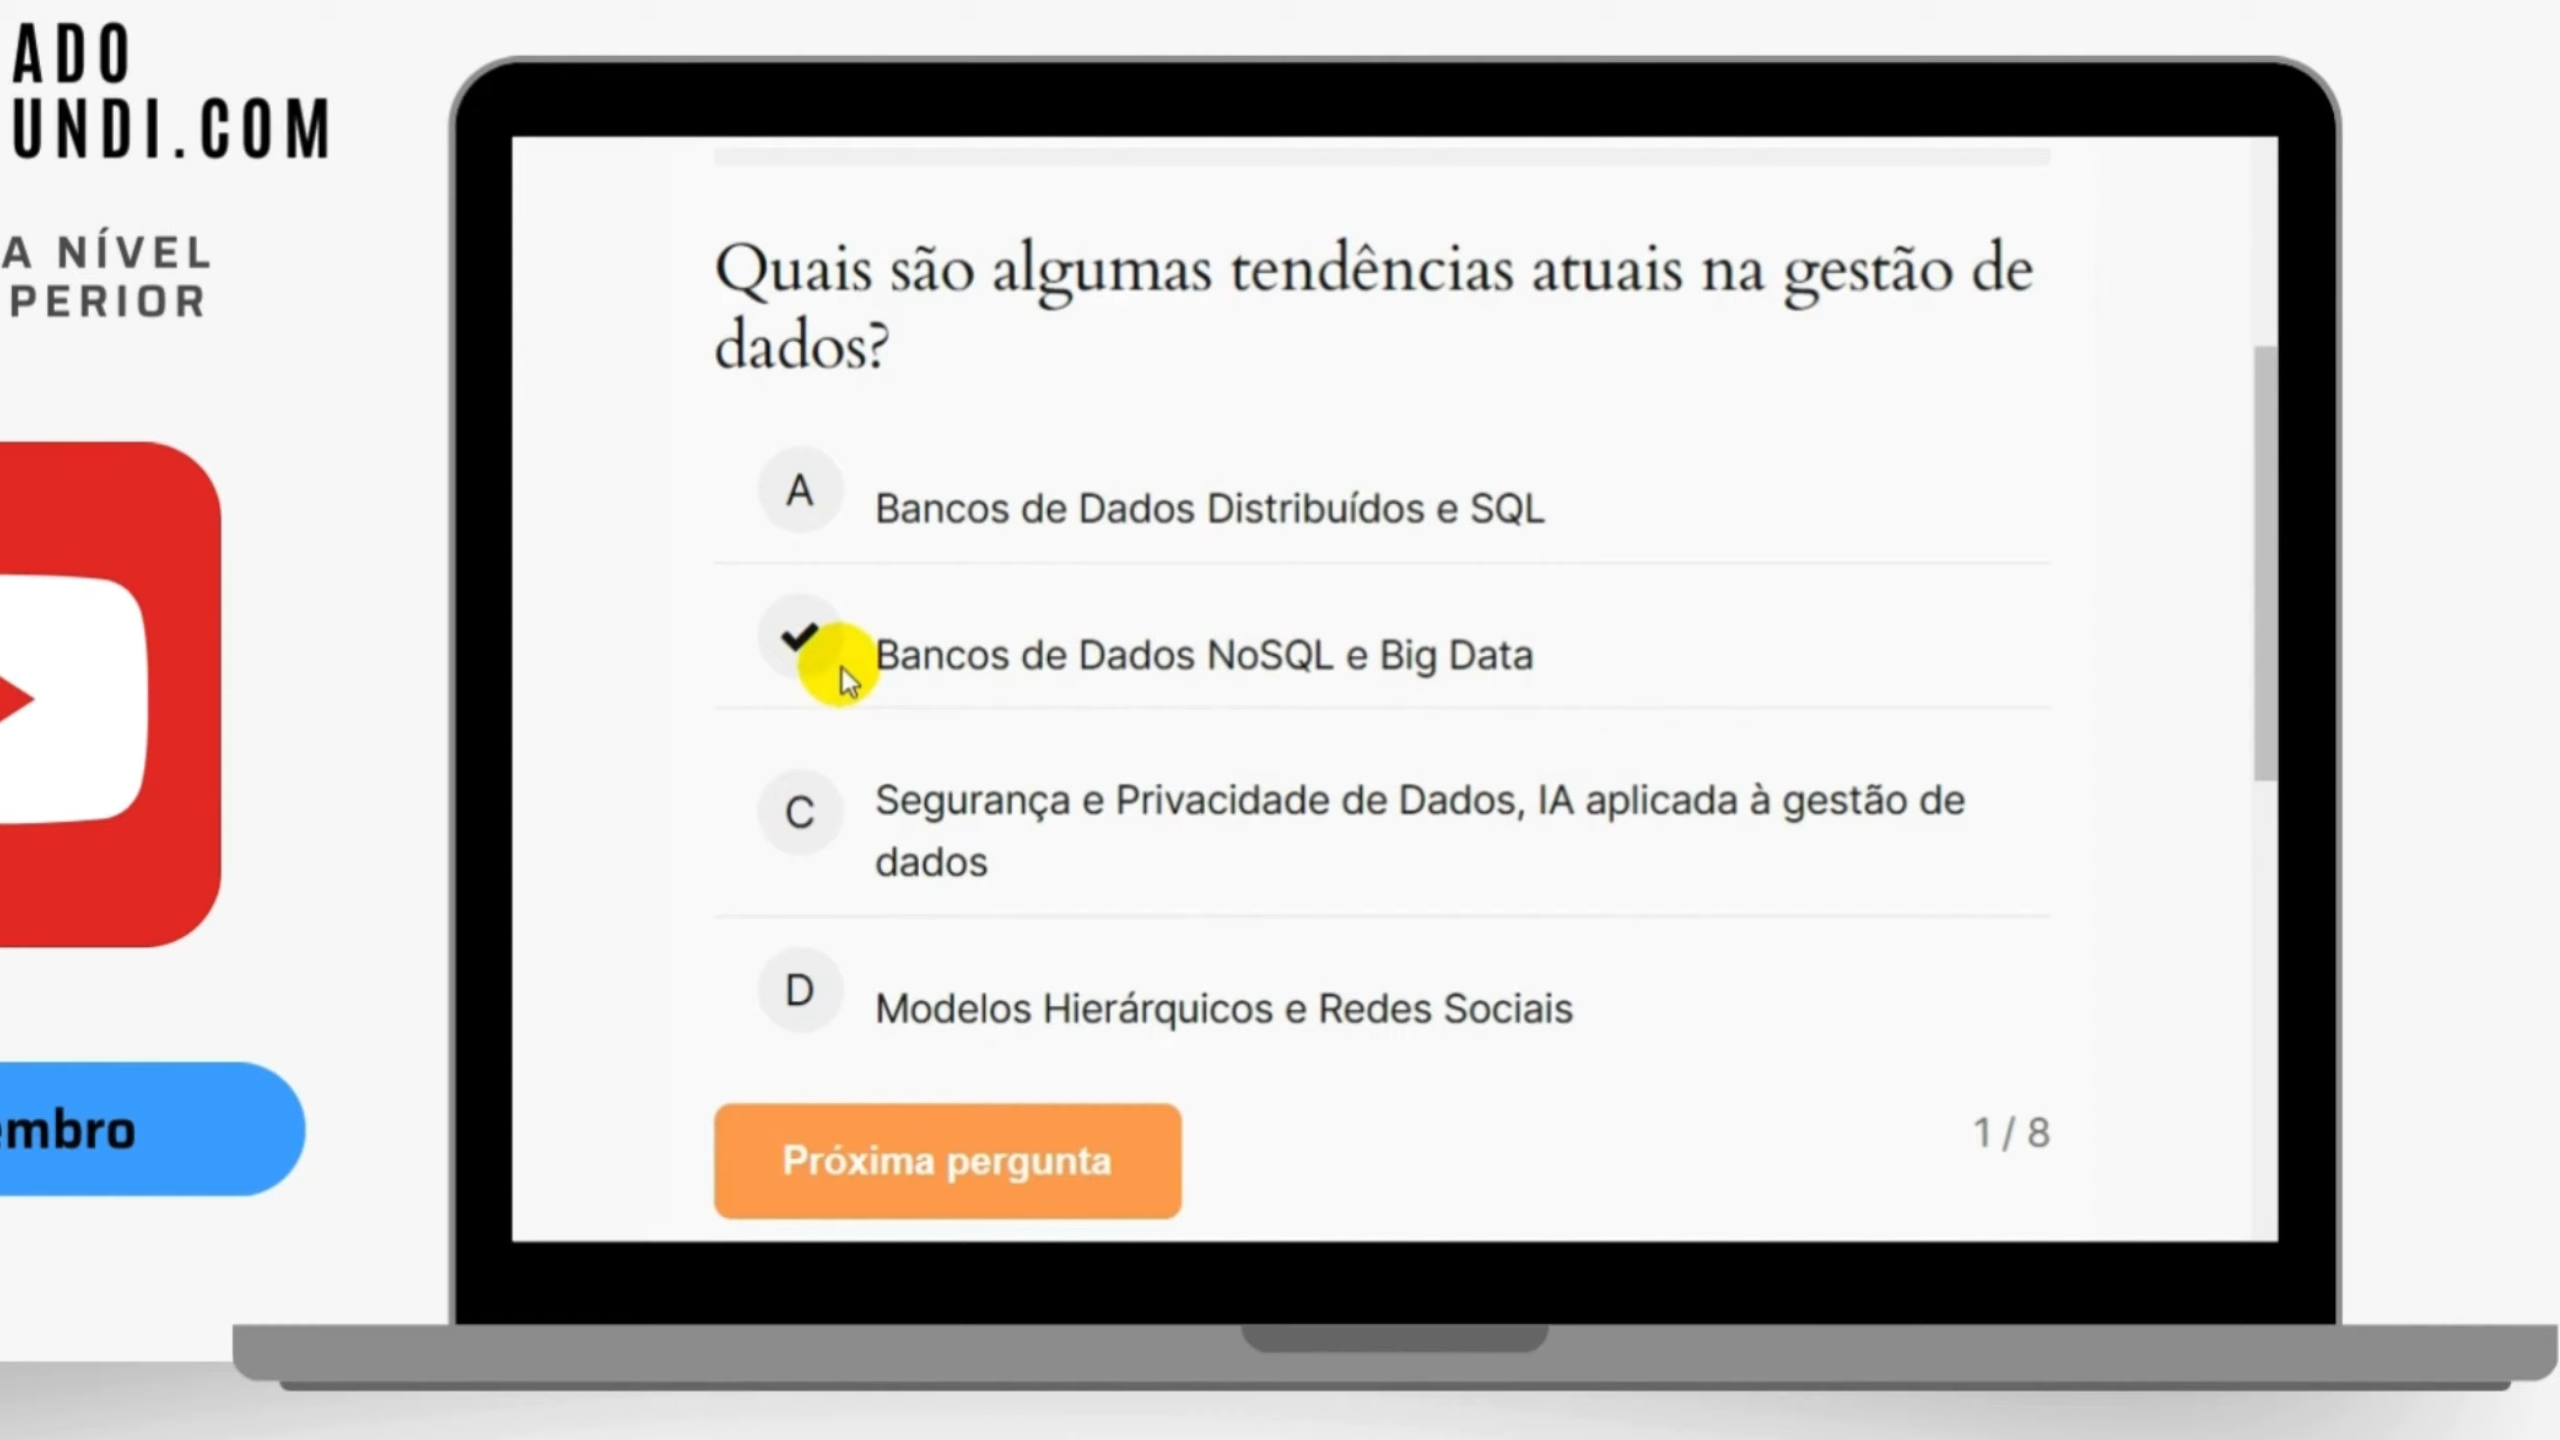 ADO
UNDI.COM
A NÍVEL
PERIOR
embro
Quais são algumas tendências atuais na gestão de
dados?
A
Bancos de Dados Distribuídos e SQL
Bancos de Dados NoSQL e Big Data
C
Segurança e Privacidade de Dados, IA aplicada à gestão de
dados
D
Modelos Hierárquicos e Redes Sociais
Próxima pergunta
1 / 8